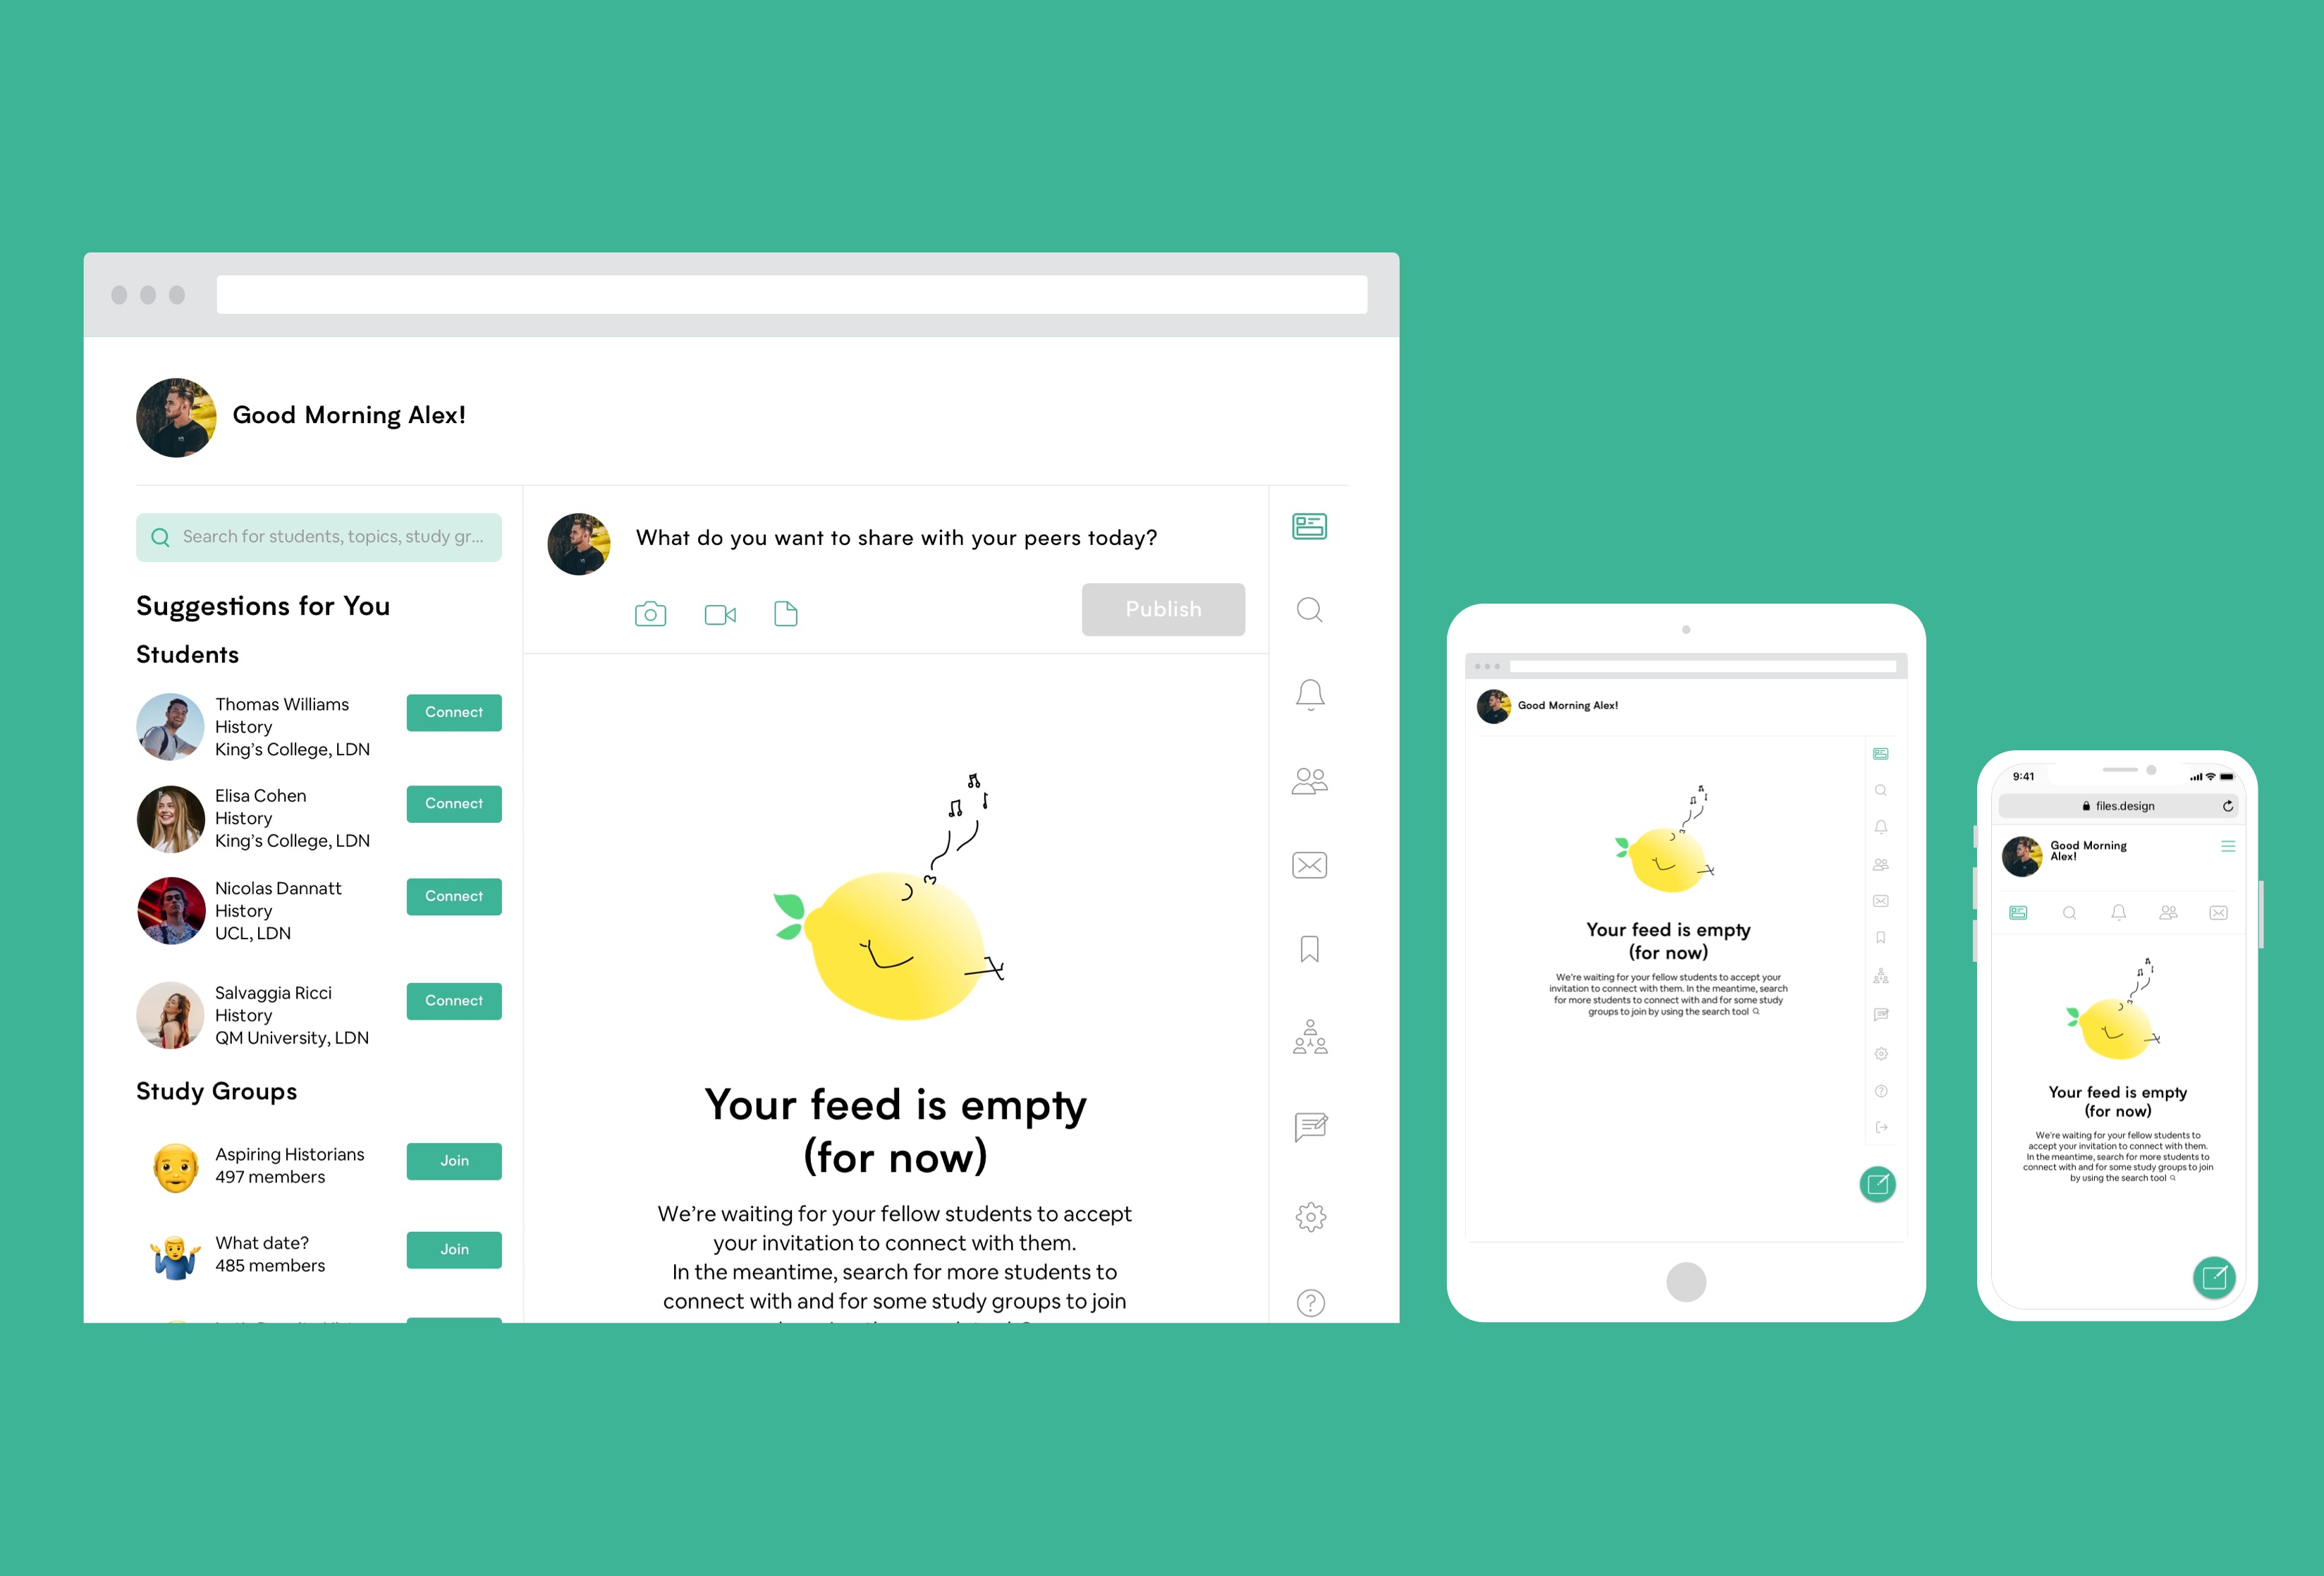 Good Morning Alex!
Search for students, topics, study gr...
Suggestions for You
Students
Thomas Williams
History
King's College, LDN
Connect
Elisa Cohen
History
King's College, LDN
Connect
Nicolas Dannatt
History
UCL, LDN
Connect
Salvaggia Ricci
History
QM University, LDN
Connect
Study Groups
Aspiring Historians
497 members
Join
What date?
485 members
Join
What do you want to share with your peers today?
Publish
Your feed is empty
(for now)
We're waiting for your fellow students to accept
your invitation to connect with them.
In the meantime, search for more students to
connect with and for some study groups to join
Good Morning Alex!
Your feed is empty
(for now)
We're waiting for your fellow students to accept your
invitation to connect with them. In the meantime, search
for more students to connect with and for some study
groups to join by using the search tool
9:41
files.design
Good Morning
Alex!
Your feed is empty
(for now)
We're waiting for your fellow students to
accept your invitation to connect with them.
In the meantime, search for more students to
connect with and for some study groups to join
by using the search tool